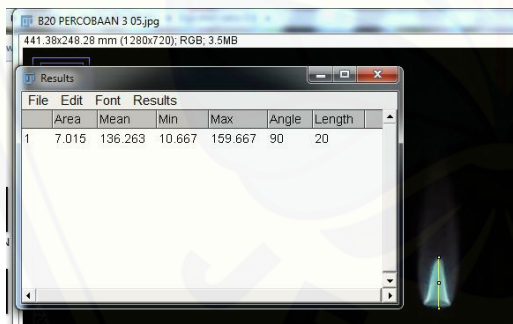 B20 PERCOBAAN 3 05.jpg
441.38x248.28 mm (1280x720); RGB; 3.5MB
Results
File Edit Font Results
Area Mean Min Max Angle Length
1 7.015 136.263 10.667 159.667 90 20